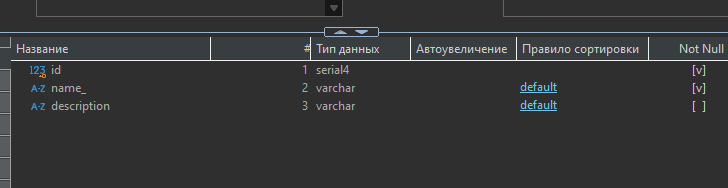 Название # Тип данных Автоувеличение Правило сортировки Not Null
123 id 1 serial4 [v]
A-Z name_ 2 varchar default [v]
A-Z description 3 varchar default [ ]